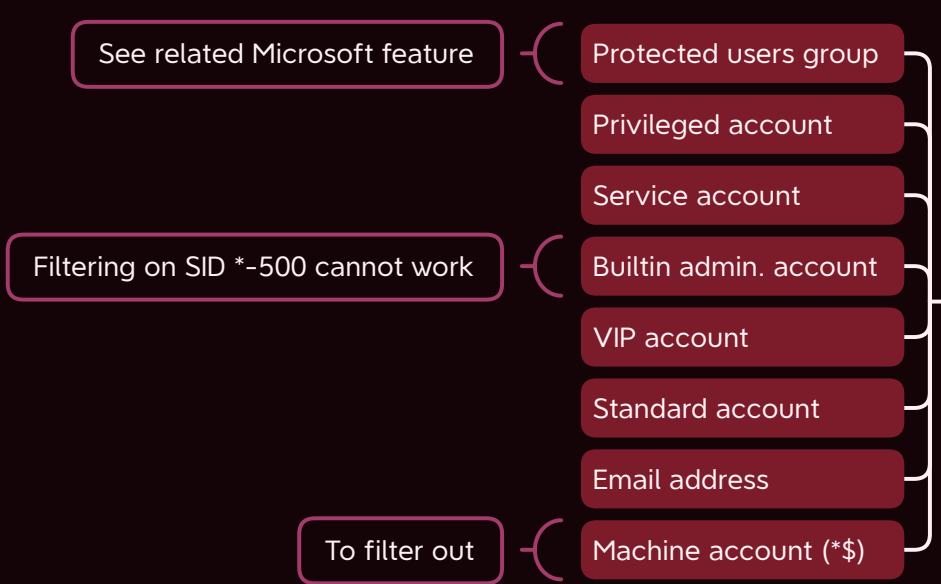 See related Microsoft feature
Protected users group
Privileged account
Service account
Filtering on SID *-500 cannot work
Builtin admin. account
VIP account
Standard account
Email address
To filter out
Machine account (*$)